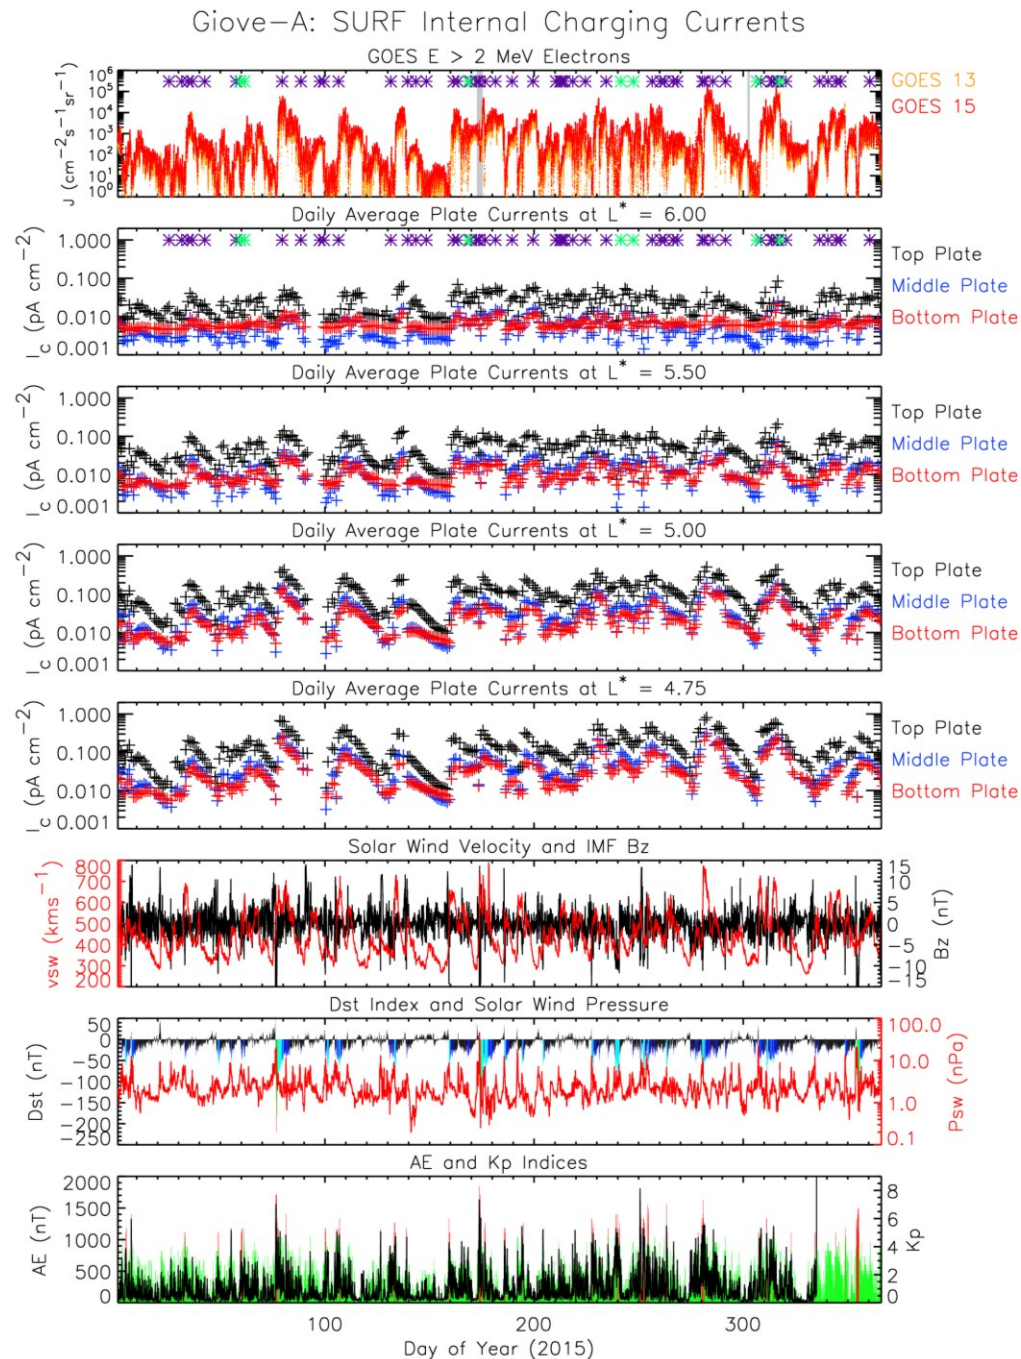 Giove-A: SURF Internal Charging Currents
GOES E > 2 MeV Electrons
J (cm⁻²s⁻¹sr⁻¹)
10⁶
10⁵
10⁴
10³
10²
10¹
10⁰
GOES 13
GOES 15
Daily Average Plate Currents at L* = 6.00
I_c (pA cm⁻²)
1.000
0.100
0.010
0.001
Top Plate
Middle Plate
Bottom Plate
Daily Average Plate Currents at L* = 5.50
I_c (pA cm⁻²)
1.000
0.100
0.010
0.001
Top Plate
Middle Plate
Bottom Plate
Daily Average Plate Currents at L* = 5.00
I_c (pA cm⁻²)
1.000
0.100
0.010
0.001
Top Plate
Middle Plate
Bottom Plate
Daily Average Plate Currents at L* = 4.75
I_c (pA cm⁻²)
1.000
0.100
0.010
0.001
Top Plate
Middle Plate
Bottom Plate
Solar Wind Velocity and IMF Bz
vsw (kms⁻¹)
800
700
600
500
400
300
200
15
10
5
0
-5
-10
-15
Bz (nT)
Dst Index and Solar Wind Pressure
Dst (nT)
50
0
-50
-100
-150
-200
-250
100.0
10.0
1.0
0.1
Psw (nPa)
AE and Kp Indices
AE (nT)
2000
1500
1000
500
0
8
6
4
2
0
Kp
100
200
300
Day of Year (2015)